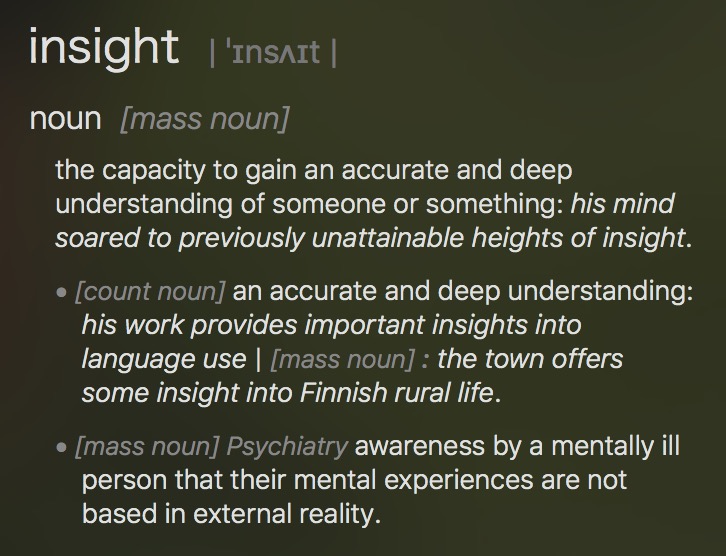 insight | ˈɪnsʌɪt |
noun [mass noun]
the capacity to gain an accurate and deep
understanding of someone or something: his mind
soared to previously unattainable heights of insight.
• [count noun] an accurate and deep understanding:
his work provides important insights into
language use | [mass noun] : the town offers
some insight into Finnish rural life.
• [mass noun] Psychiatry awareness by a mentally ill
person that their mental experiences are not
based in external reality.